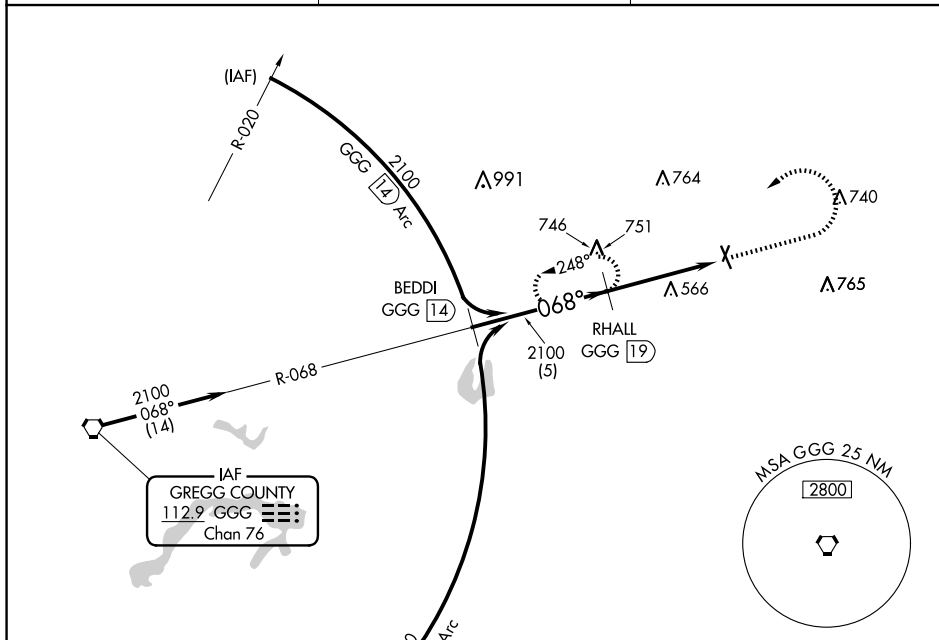 (IAF)
R-020
2100
GGG 14 Arc
991
764
740
746
751
248°
BEDDI
GGG 14
068°
566
765
RHALL
GGG 19
2100
(5)
R-068
2100
068°
(14)
IAF
GREGG COUNTY
112.9 GGG
Chan 76
MSA GGG 25 NM
2800
Arc